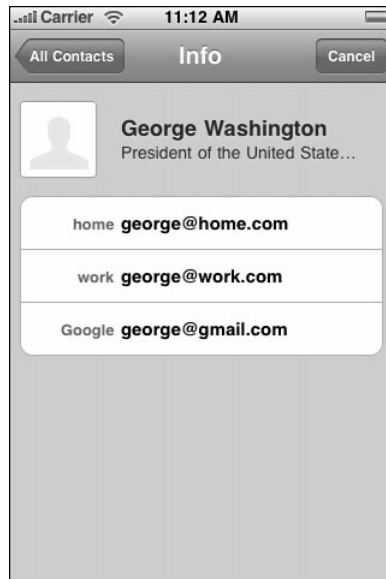 Carrier 11:12 AM
All Contacts Info Cancel
George Washington
President of the United State...
home george@home.com
work george@work.com
Google george@gmail.com